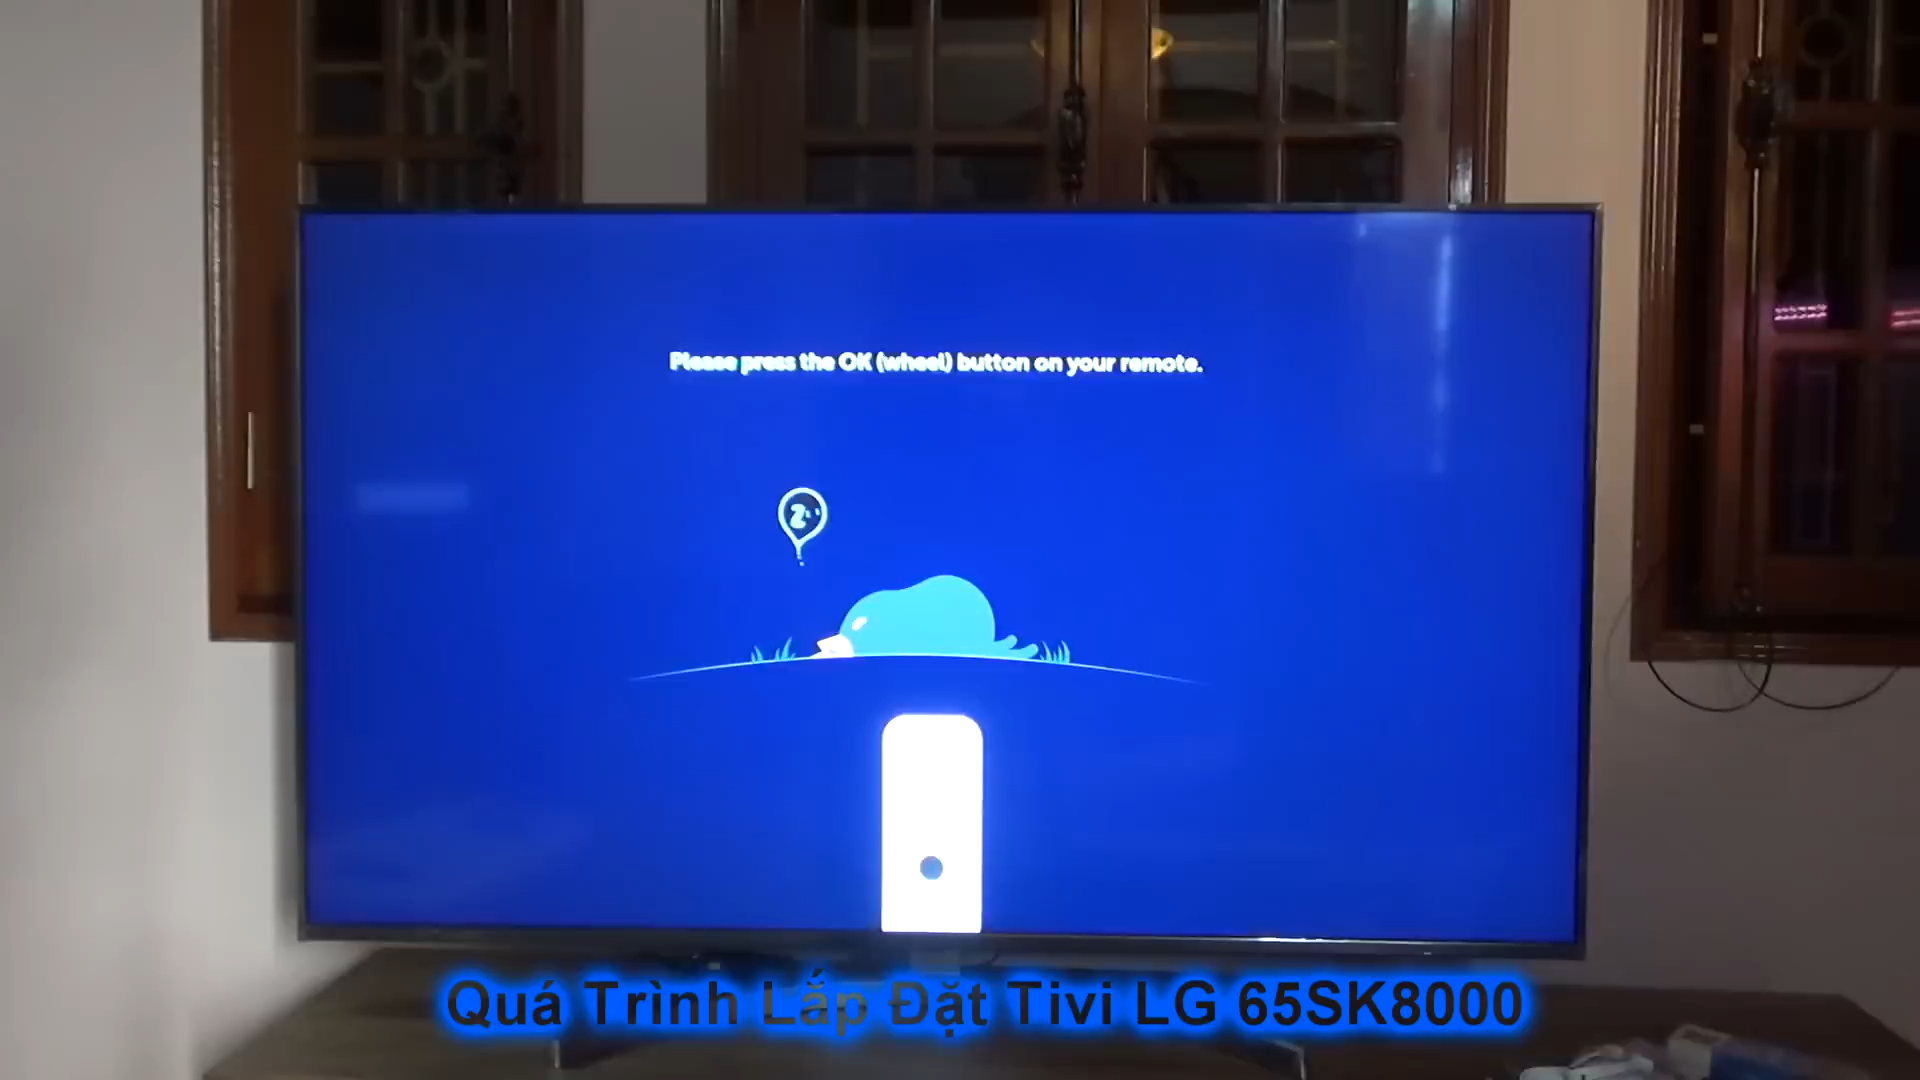 Please press the OK (wheel) button on your remote.
Z
Quá Trình Lắp Đặt Tivi LG 65SK8000